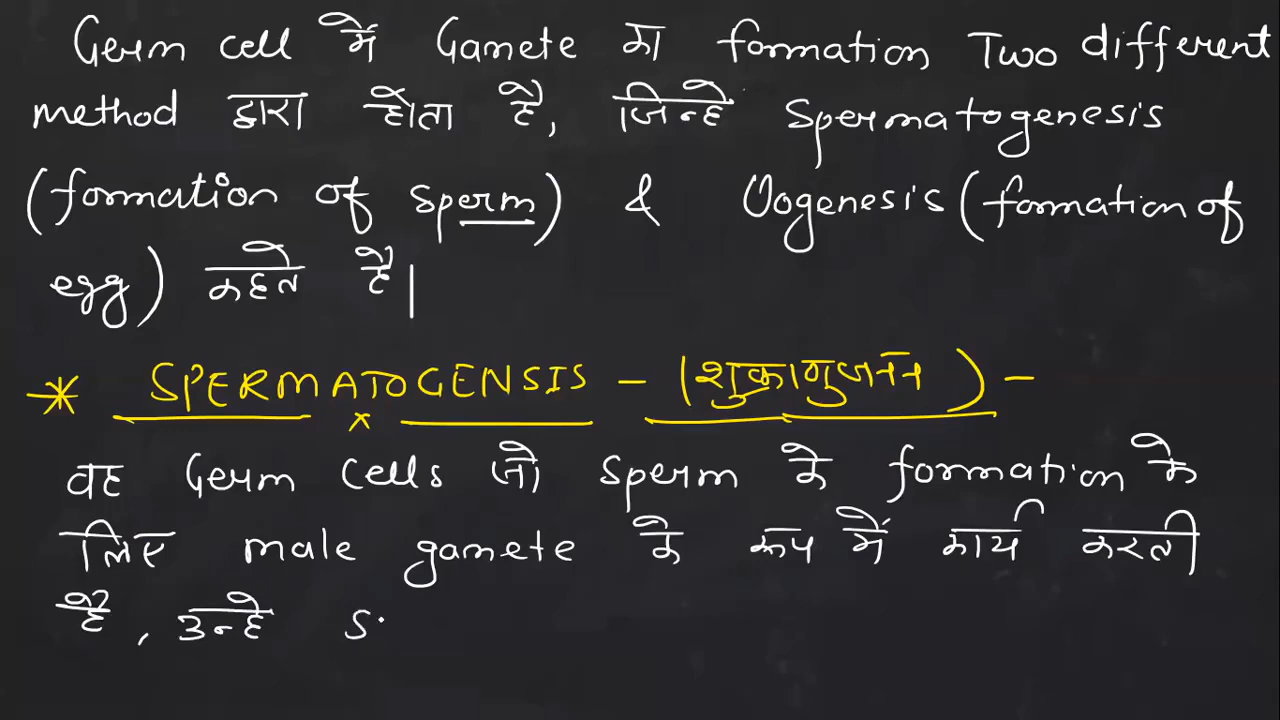 Germ cell में Gamete का formation Two different
method द्वारा होता है, जिन्हे Spermatogenesis
(formation of sperm) & Oogenesis (formation of
egg) कहते है।
* SPERMATOGENSIS - (शुक्राणुजनन) -
वह Germ cells जो sperm के formation के
लिए male gamete के रूप में कार्य करती
है, उन्हे S